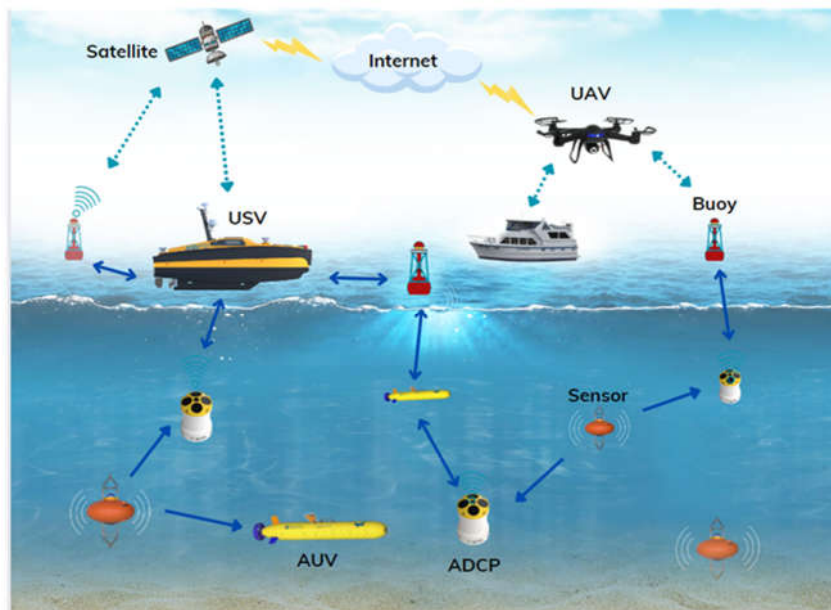 Satellite
Internet
UAV
USV
Buoy
Sensor
AUV
ADCP